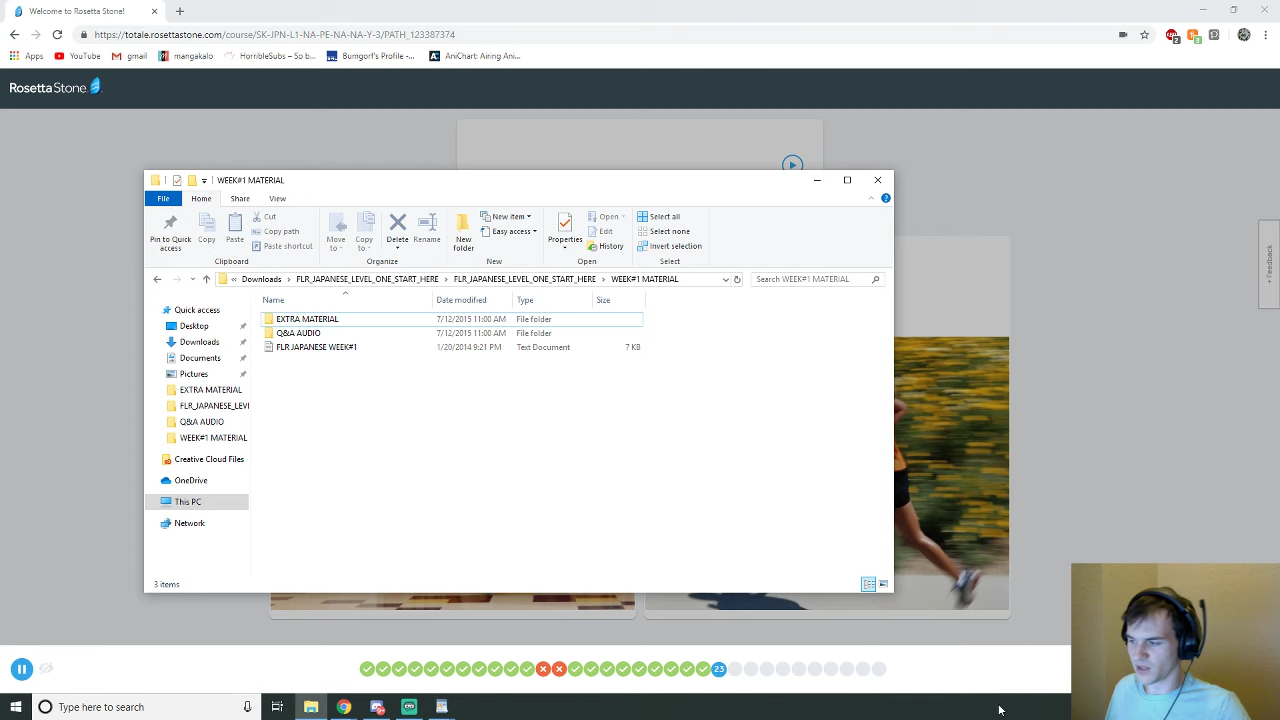 Welcome to Rosetta Stone!
https://totale.rosettastone.com/course/SK-JPN-L1-NA-PE-NA-NA-Y-3/PATH_123387374
Apps YouTube gmail mangakalo HorribleSubs – So b... Bumgorf's Profile -... AniChart: Airing Ani...
RosettaStone
WEEK#1 MATERIAL
File Home Share View
Pin to Quick access
Copy
Paste
Cut
Copy path
Paste shortcut
Clipboard
Move to
Copy to
Delete
Rename
Organize
New folder
New item
Easy access
New
Properties
Open
Edit
History
Open
Select all
Select none
Invert selection
Select
« Downloads > FLR_JAPANESE_LEVEL_ONE_START_HERE > FLR_JAPANESE_LEVEL_ONE_START_HERE > WEEK#1 MATERIAL
Search WEEK#1 MATERIAL
Name Date modified Type Size
EXTRA MATERIAL 7/12/2015 11:00 AM File folder
Q&A AUDIO 7/12/2015 11:00 AM File folder
FLR JAPANESE WEEK#1 1/20/2014 9:21 PM Text Document 7 KB
Quick access
Desktop
Downloads
Documents
Pictures
EXTRA MATERIAL
FLR_JAPANESE_LEVI
Q&A AUDIO
WEEK#1 MATERIAL
Creative Cloud Files
OneDrive
This PC
Network
3 items
+ Feedback
23
Type here to search